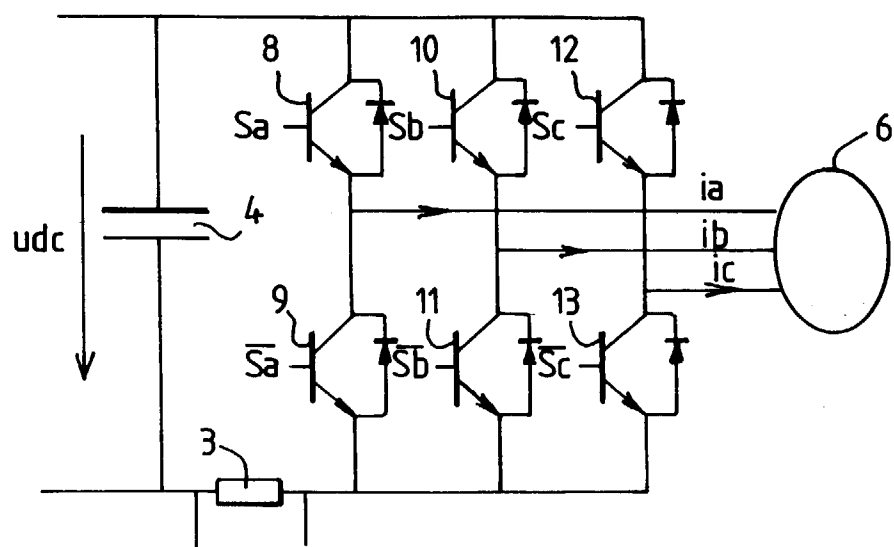 8 10 12
Sa Sb Sc
6
ia
4
udc
ib
ic
9 11 13
S̅a̅ S̅b̅ S̅c̅
3